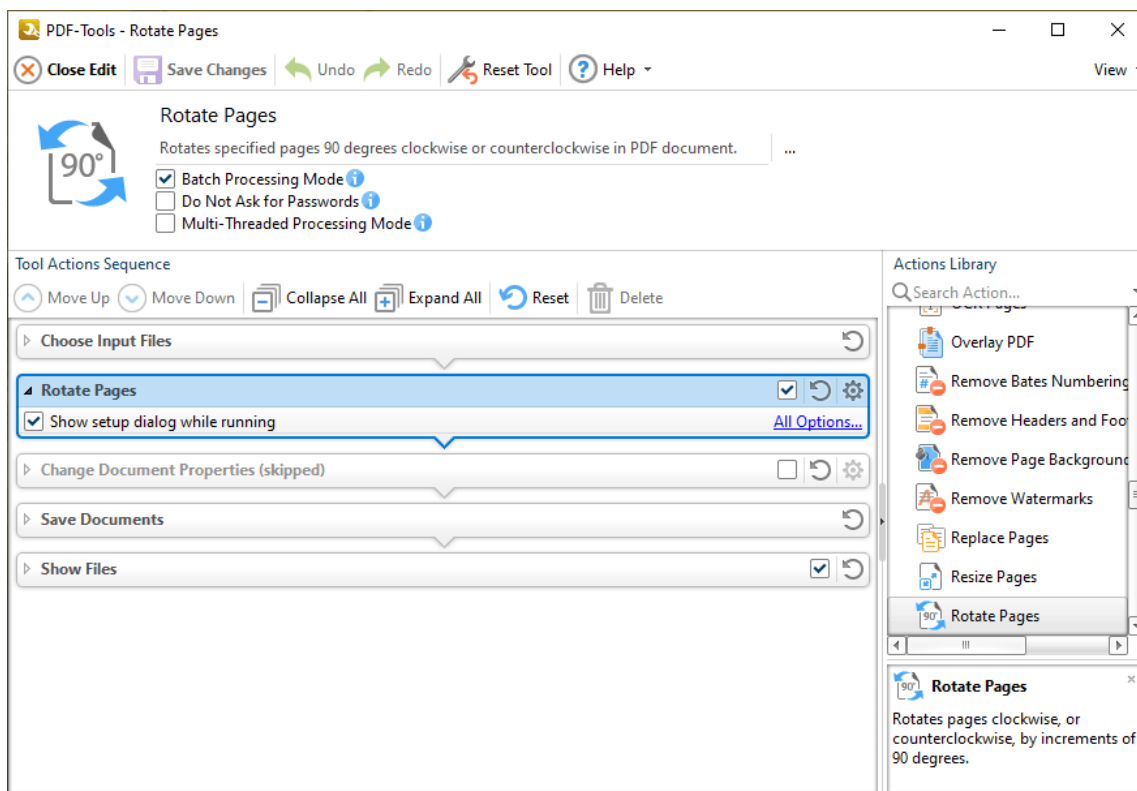 PDF-Tools - Rotate Pages
Close Edit Save Changes Undo Redo Reset Tool ? Help View
Rotate Pages
90°
Rotates specified pages 90 degrees clockwise or counterclockwise in PDF document. ...
Batch Processing Mode i
Do Not Ask for Passwords i
Multi-Threaded Processing Mode i
Tool Actions Sequence
Move Up Move Down Collapse All Expand All Reset Delete
Choose Input Files
Rotate Pages
Show setup dialog while running All Options...
Change Document Properties (skipped)
Save Documents
Show Files
Actions Library
Search Action...
OCR Pages
Overlay PDF
# Remove Bates Numbering
Remove Headers and Foo
Remove Page Background
A Remove Watermarks
Replace Pages
Resize Pages
90° Rotate Pages
90° Rotate Pages
Rotates pages clockwise, or
counterclockwise, by increments of
90 degrees.